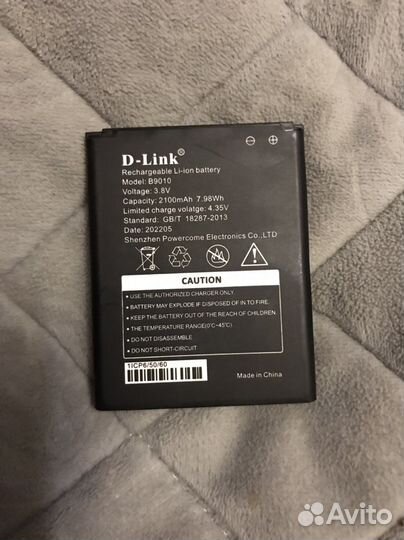 D-Link®
Rechargeable Li-ion battery
Model: B9010
Voltage: 3.8V
Capacity: 2100mAh 7.98Wh
Limited charge volatge: 4.35V
Standard: GB/T 18287-2013
Date: 202205
Shenzhen Powercome Electronics Co.,LTD
CAUTION
• USE THE AUTHORIZED CHARGER ONLY.
• BATTERY MAY EXPLODE IF DISPOSED OF IN TO FIRE.
• KEEP THE BATTERY OUT OF THE REACH OF CHILDREN.
• THE TEMPERATURE RANGE(0°C~45°C)
• DO NOT DISASSEMBLE
• DO NOT SHORT-CIRCUIT
1ICP6/50/60
Made in China
Avito